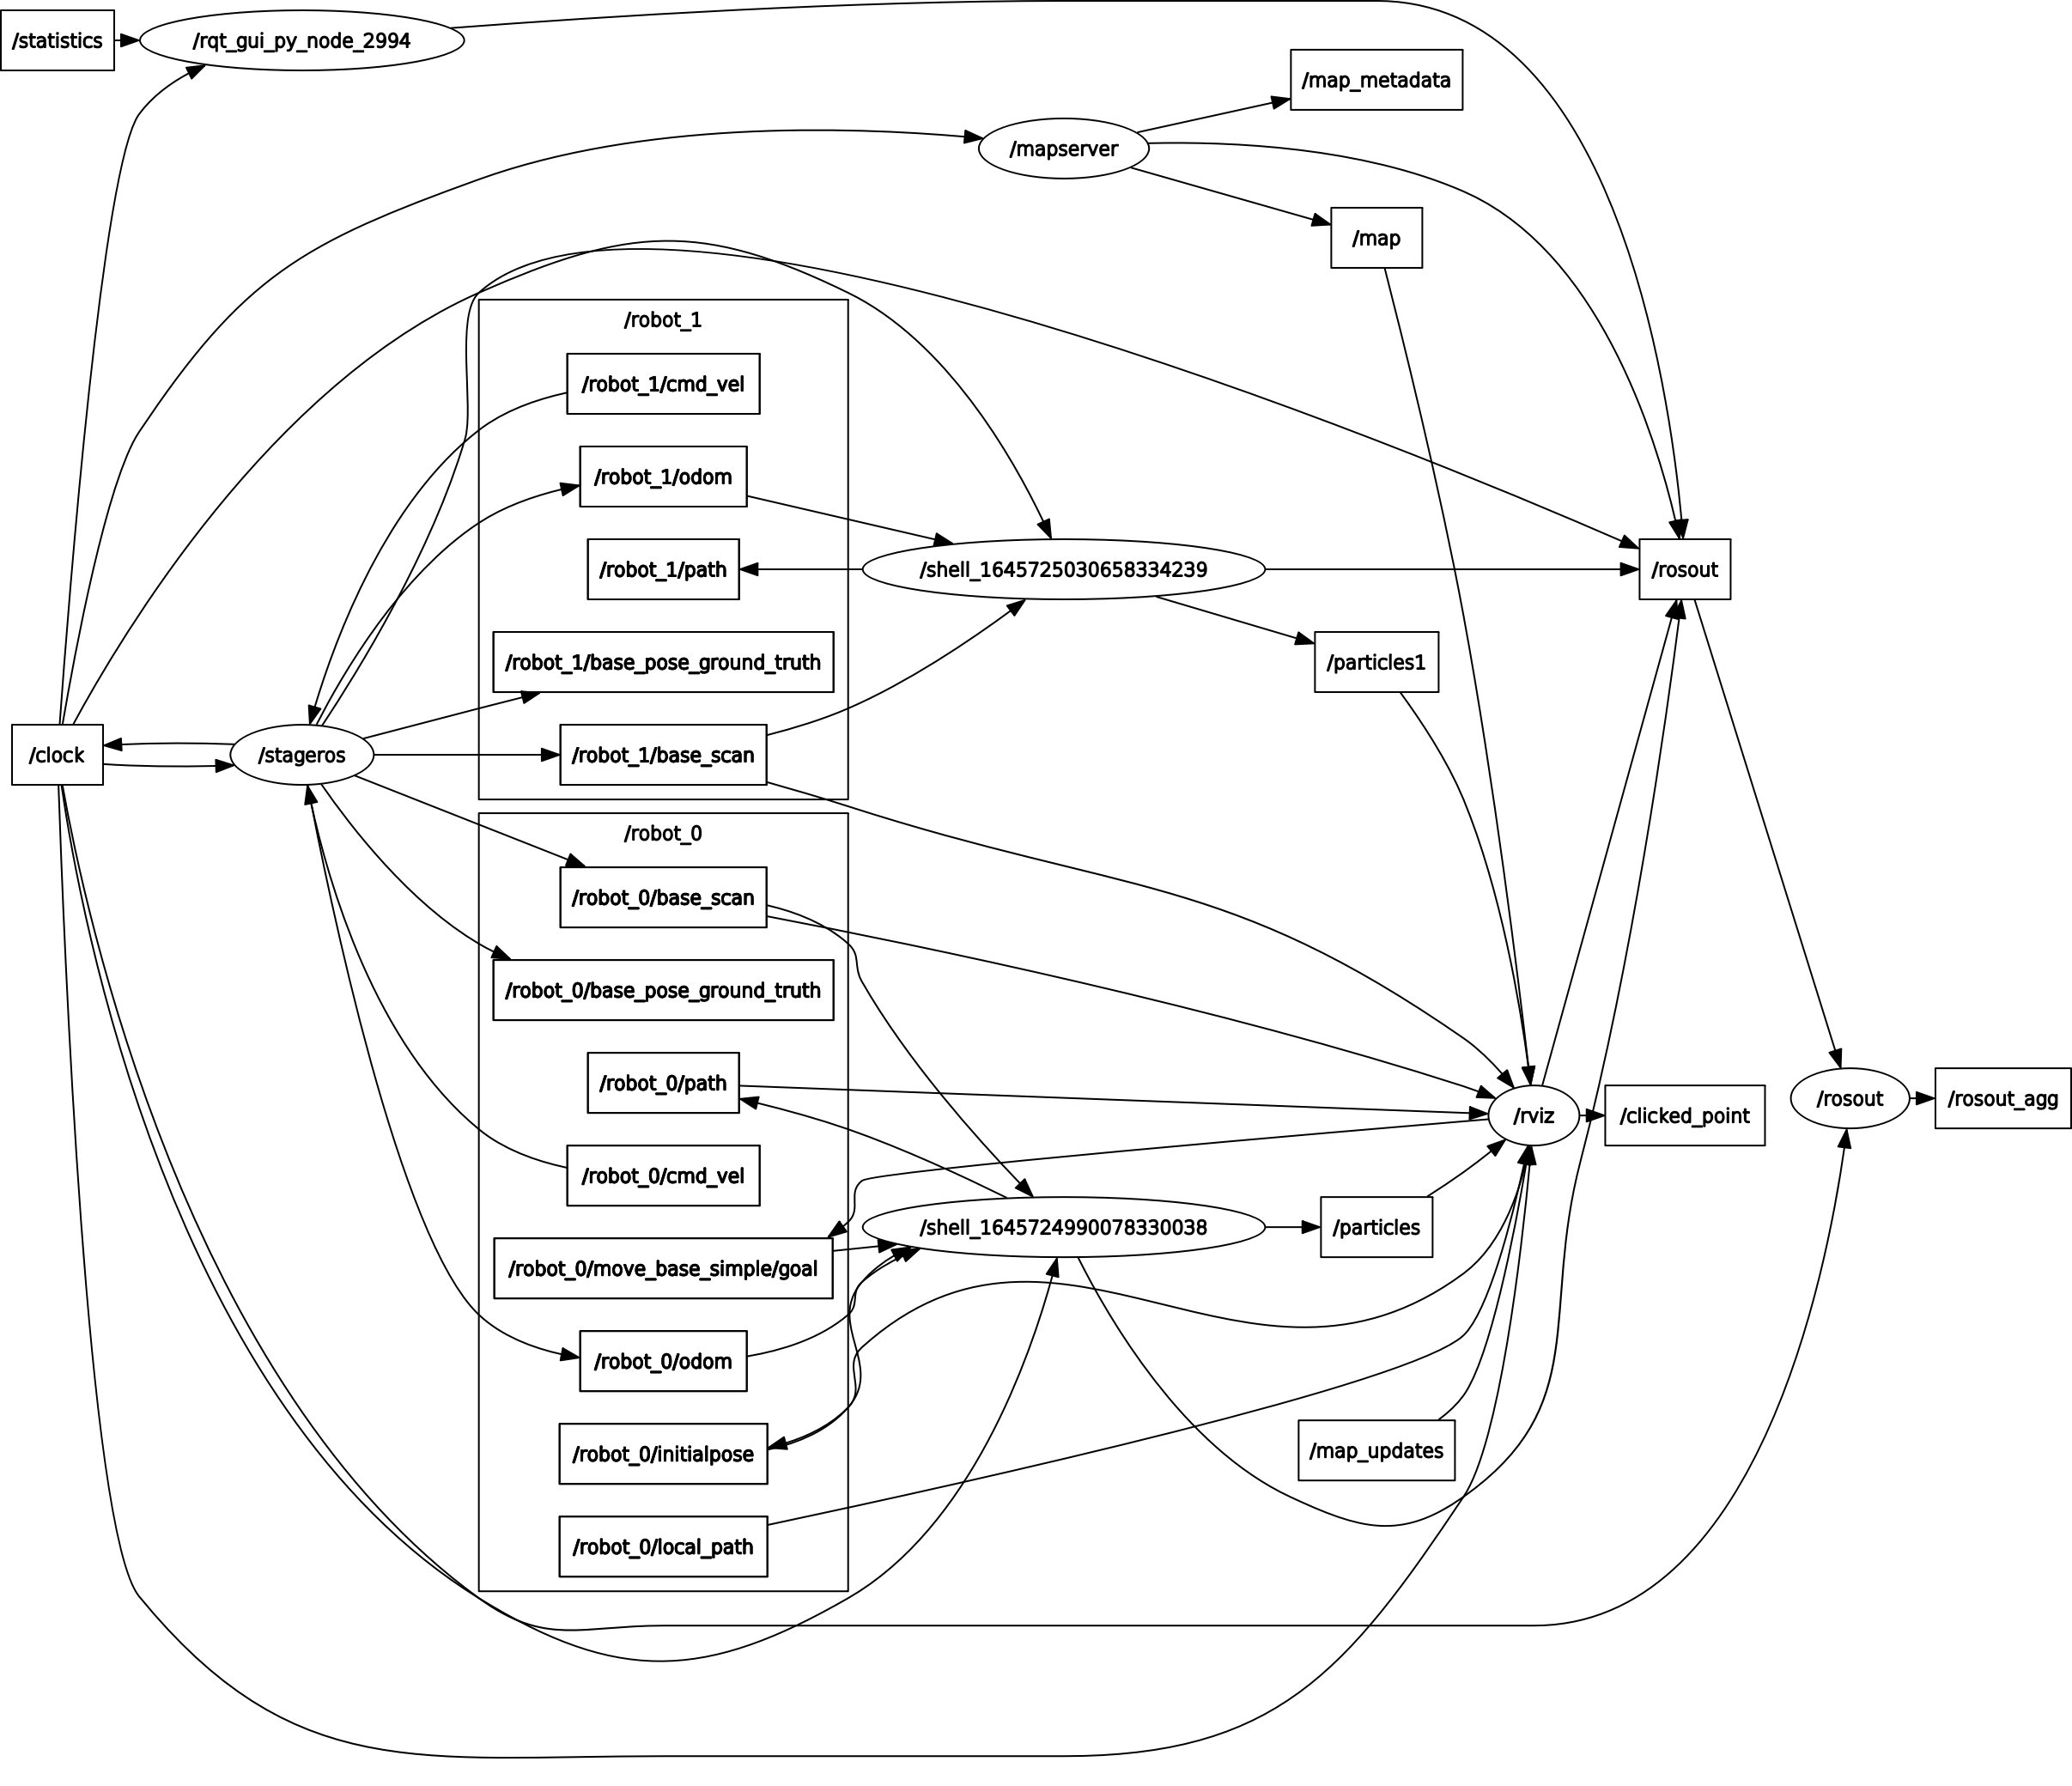 /statistics
/rqt_gui_py_node_2994
/map_metadata
/mapserver
/map
/robot_1
/robot_1/cmd_vel
/robot_1/odom
/robot_1/path
/shell_1645725030658334239
/rosout
/robot_1/base_pose_ground_truth
/particles1
/clock
/stageros
/robot_1/base_scan
/robot_0
/robot_0/base_scan
/robot_0/base_pose_ground_truth
/robot_0/path
/rviz
/clicked_point
/rosout
/rosout_agg
/robot_0/cmd_vel
/shell_1645724990078330038
/particles
/robot_0/move_base_simple/goal
/robot_0/odom
/robot_0/initialpose
/map_updates
/robot_0/local_path